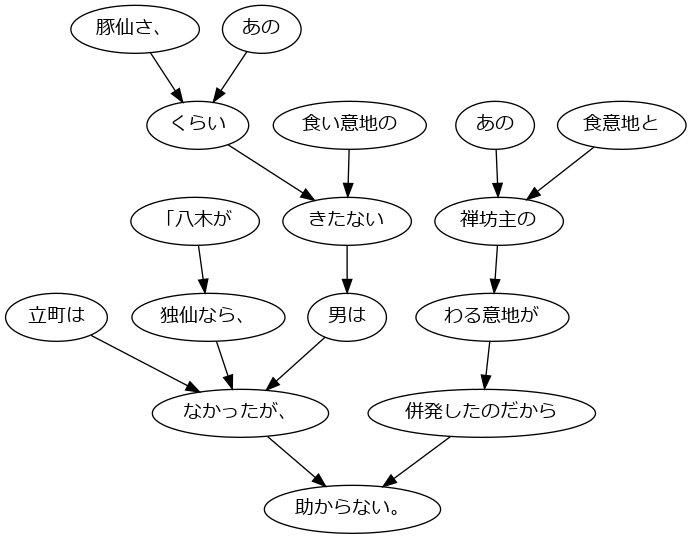 豚仙さ、 あの
くらい 食い意地の あの 食意地と
「八木が きたない 禅坊主の
立町は 独仙なら、 男は わる意地が
なかったが、 併発したのだから
助からない。